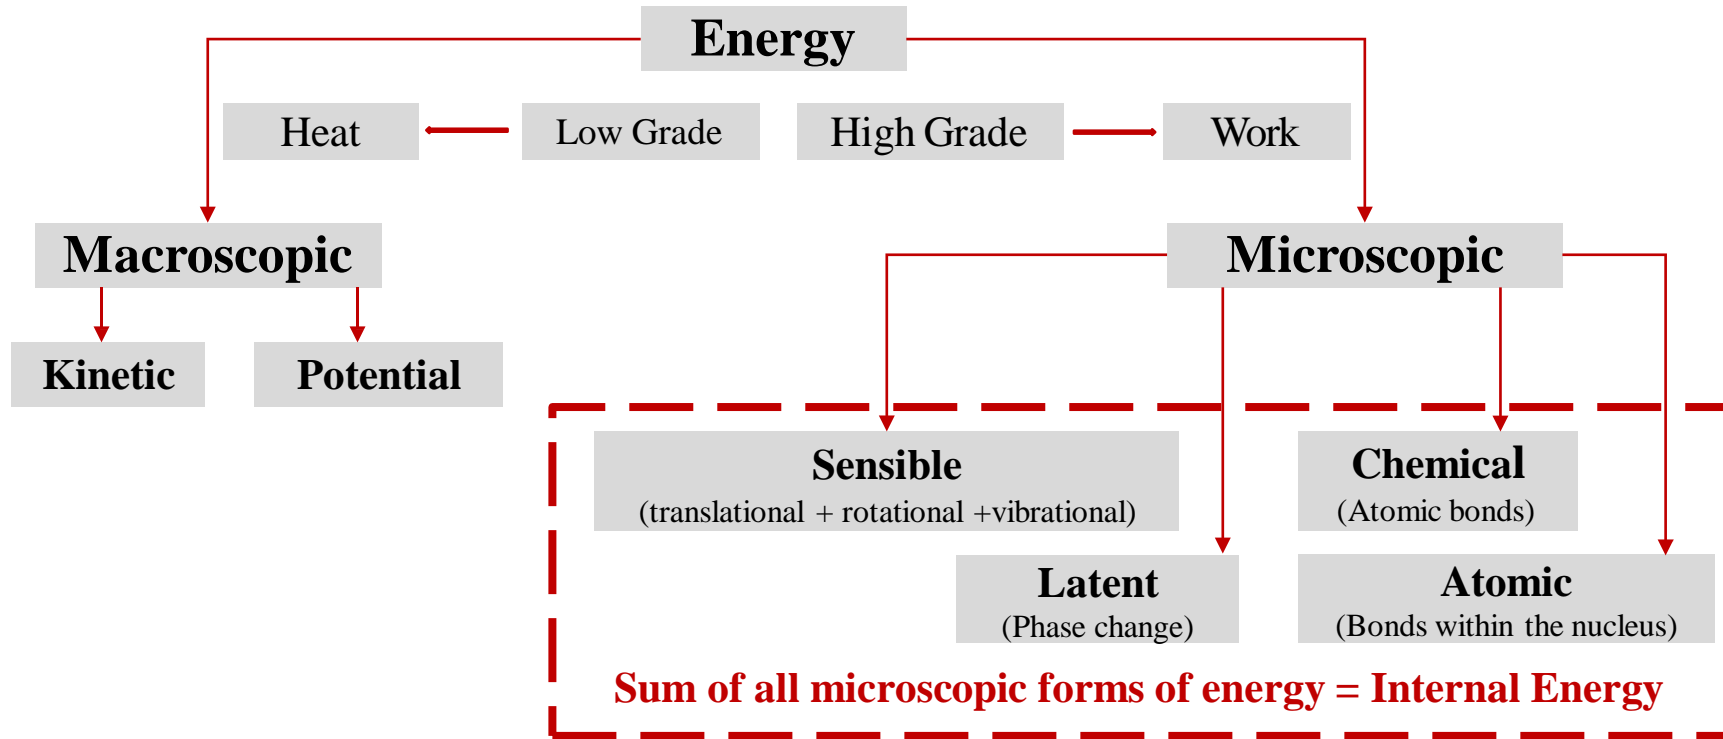 Energy
Heat
Low Grade
High Grade
Work
Macroscopic
Microscopic
Kinetic
Potential
Sensible
(translational + rotational +vibrational)
Chemical
(Atomic bonds)
Latent
(Phase change)
Atomic
(Bonds within the nucleus)
Sum of all microscopic forms of energy = Internal Energy